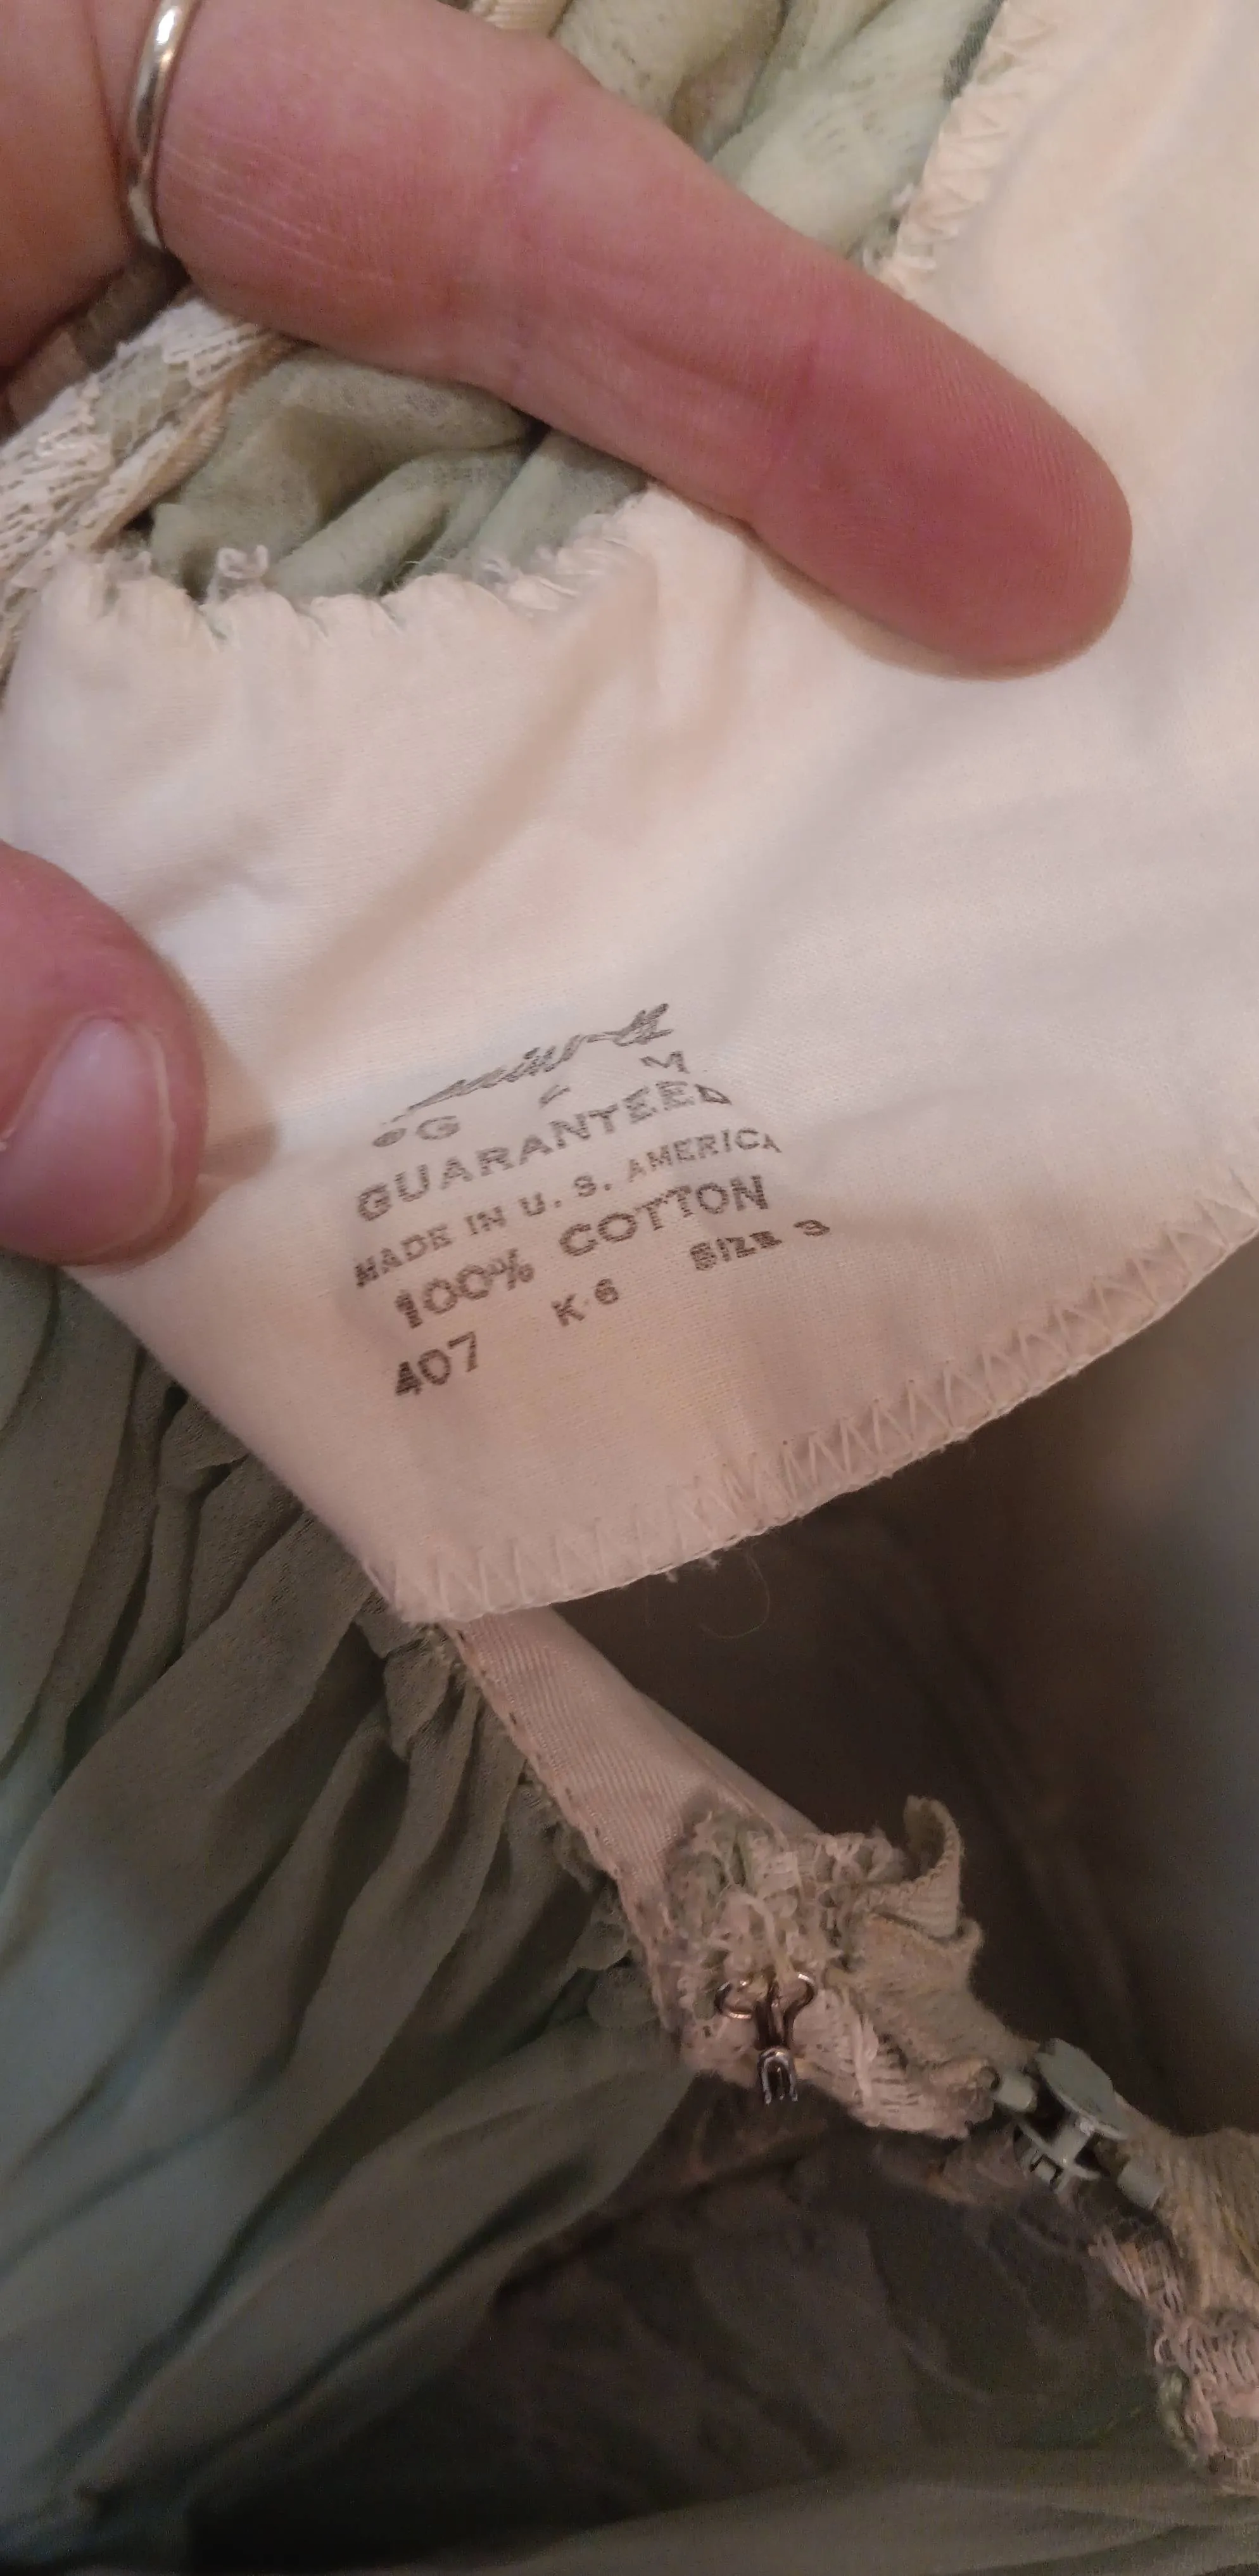 GUARANTEED
MADE IN U. S. AMERICA
100% COTTON
407 K 6 SIZE 3